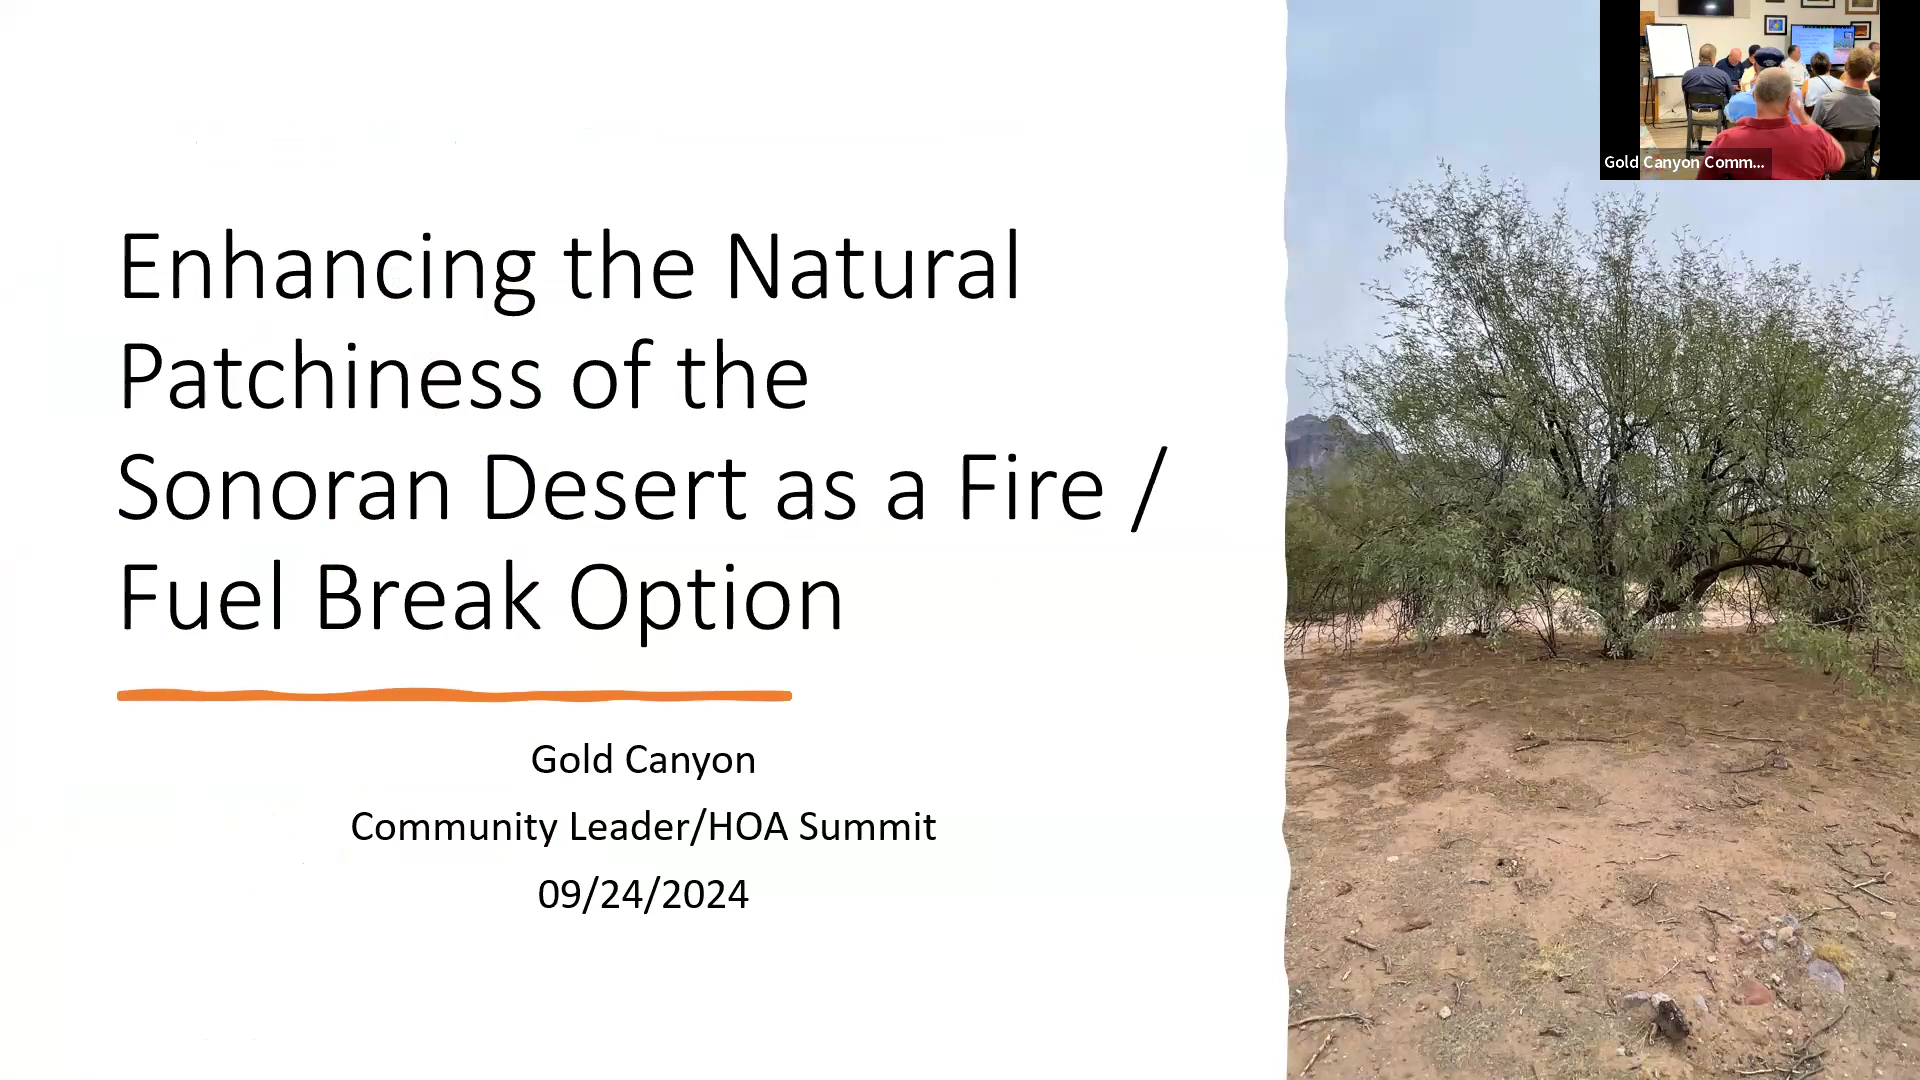 Enhancing the Natural
Patchiness of the
Sonoran Desert as a Fire /
Fuel Break Option
Gold Canyon
Community Leader/HOA Summit
09/24/2024
Gold Canyon Comm...